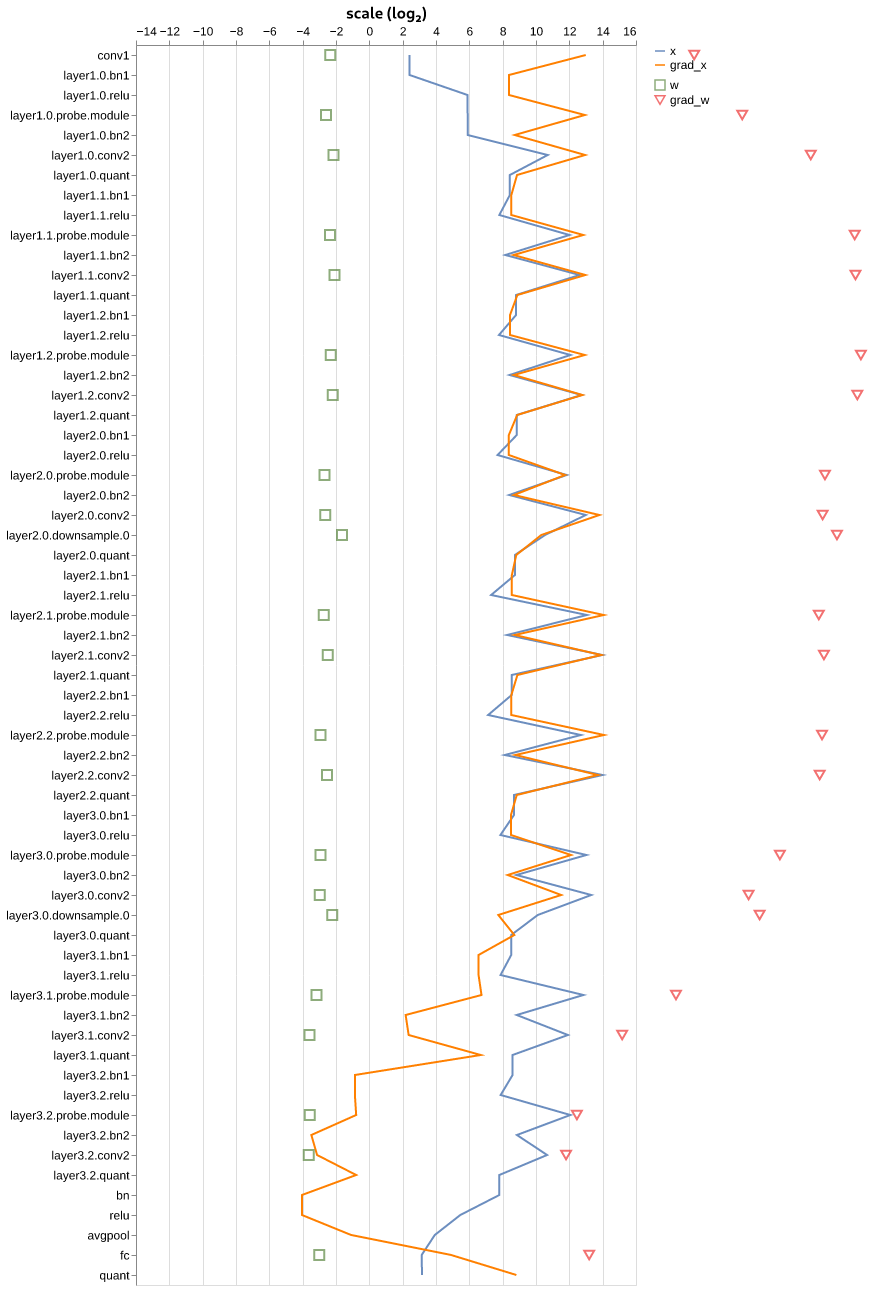 scale (log₂)
−14 −12 −10 −8 −6 −4 −2 0 2 4 6 8 10 12 14 16
x
grad_x
w
grad_w
conv1
layer1.0.bn1
layer1.0.relu
layer1.0.probe.module
layer1.0.bn2
layer1.0.conv2
layer1.0.quant
layer1.1.bn1
layer1.1.relu
layer1.1.probe.module
layer1.1.bn2
layer1.1.conv2
layer1.1.quant
layer1.2.bn1
layer1.2.relu
layer1.2.probe.module
layer1.2.bn2
layer1.2.conv2
layer1.2.quant
layer2.0.bn1
layer2.0.relu
layer2.0.probe.module
layer2.0.bn2
layer2.0.conv2
layer2.0.downsample.0
layer2.0.quant
layer2.1.bn1
layer2.1.relu
layer2.1.probe.module
layer2.1.bn2
layer2.1.conv2
layer2.1.quant
layer2.2.bn1
layer2.2.relu
layer2.2.probe.module
layer2.2.bn2
layer2.2.conv2
layer2.2.quant
layer3.0.bn1
layer3.0.relu
layer3.0.probe.module
layer3.0.bn2
layer3.0.conv2
layer3.0.downsample.0
layer3.0.quant
layer3.1.bn1
layer3.1.relu
layer3.1.probe.module
layer3.1.bn2
layer3.1.conv2
layer3.1.quant
layer3.2.bn1
layer3.2.relu
layer3.2.probe.module
layer3.2.bn2
layer3.2.conv2
layer3.2.quant
bn
relu
avgpool
fc
quant